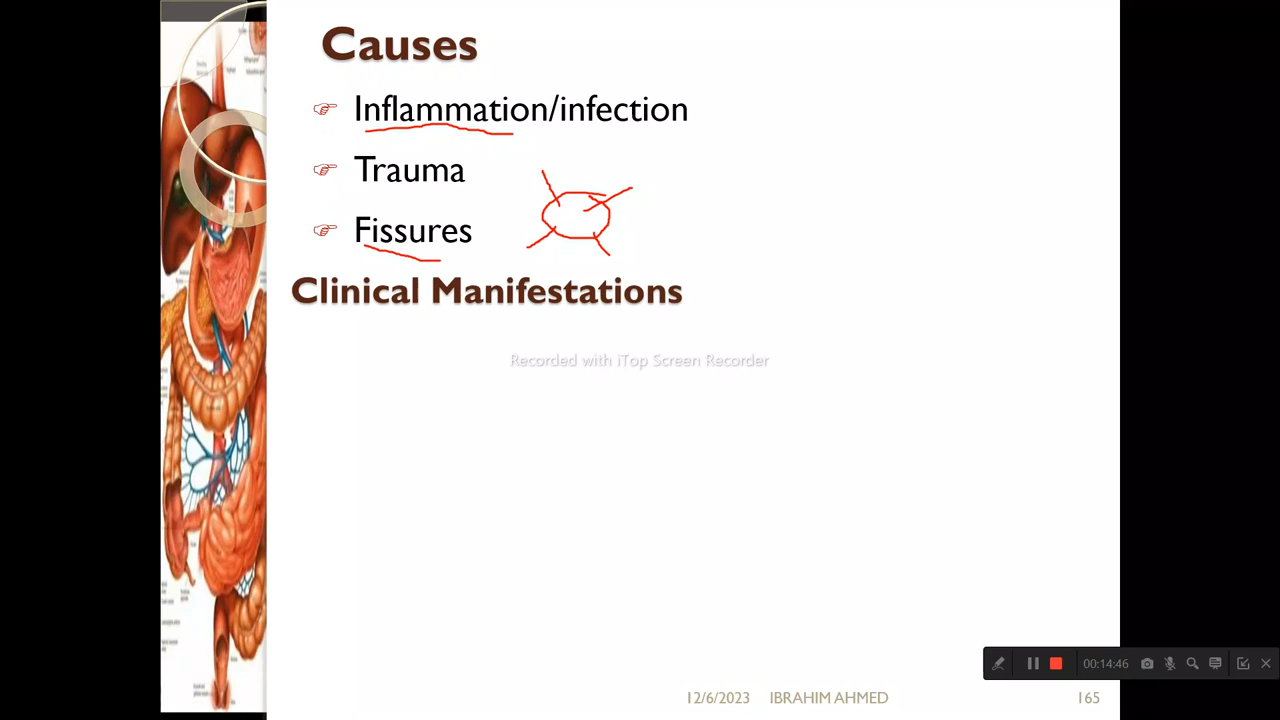 Causes
Inflammation/infection
Trauma
Fissures
Clinical Manifestations
Recorded with iTop Screen Recorder
00:14:46
12/6/2023 IBRAHIM AHMED 165